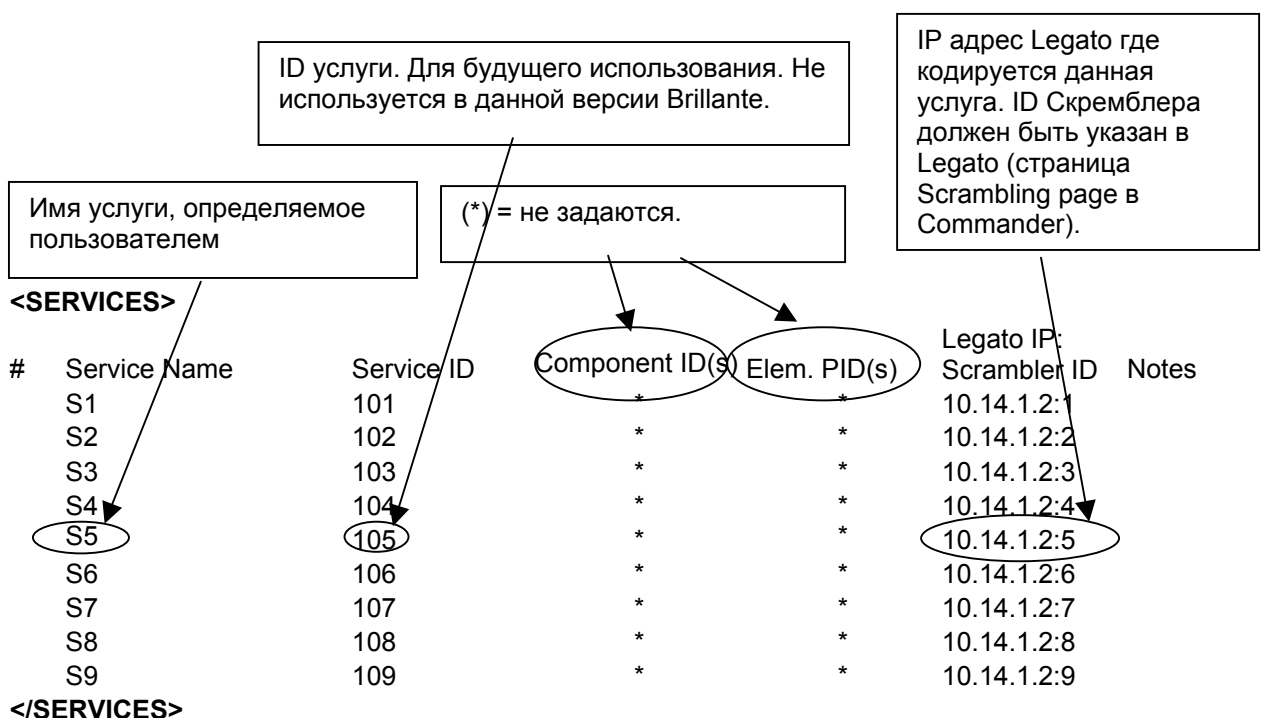 ID услуги. Для будущего использования. Не
используется в данной версии Brillante.
IP адрес Legato где
кодируется данная
услуга. ID Скремблера
должен быть указан в
Legato (страница
Scrambling page в
Commander).
Имя услуги, определяемое
пользователем
(*) = не задаются.
<SERVICES>
# Service Name Service ID Component ID(s) Elem. PID(s) Legato IP:
Scrambler ID Notes
S1 101 * * 10.14.1.2:1
S2 102 * * 10.14.1.2:2
S3 103 * * 10.14.1.2:3
S4 104 * * 10.14.1.2:4
S5 105 * * 10.14.1.2:5
S6 106 * * 10.14.1.2:6
S7 107 * * 10.14.1.2:7
S8 108 * * 10.14.1.2:8
S9 109 * * 10.14.1.2:9
</SERVICES>